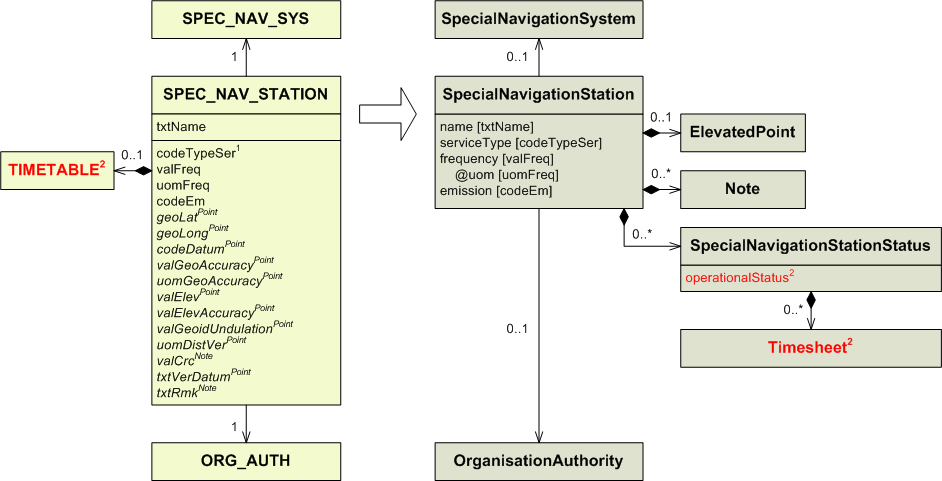 SPEC_NAV_SYS
1
SPEC_NAV_STATION
txtName
codeTypeSer1
valFreq
uomFreq
codeEm
geoLatPoint
geoLongPoint
codeDatumPoint
valGeoAccuracyPoint
uomGeoAccuracyPoint
valElevPoint
valElevAccuracyPoint
valGeoidUndulationPoint
uomDistVerPoint
valCrcNote
txtVerDatumPoint
txtRmkNote
0..1
TIMETABLE2
1
ORG_AUTH
SpecialNavigationSystem
0..1
SpecialNavigationStation
name [txtName]
serviceType [codeTypeSer]
frequency [valFreq]
@uom [uomFreq]
emission [codeEm]
0..1
ElevatedPoint
0..*
Note
0..*
SpecialNavigationStationStatus
operationalStatus2
0..*
Timesheet2
0..1
OrganisationAuthority